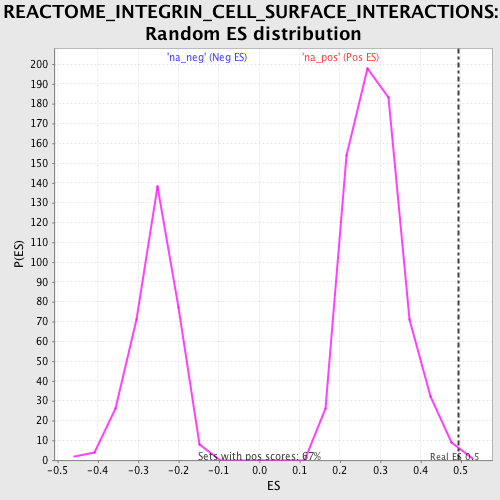 REACTOME_INTEGRIN_CELL_SURFACE_INTERACTIONS:
Random ES distribution
'na_neg' (Neg ES) 'na_pos' (Pos ES)
200
190
180
170
160
150
140
130
120
110
100
90
80
70
60
50
40
30
20
10
0
P(ES)
Sets with pos scores: 67%
Real ES 0.5
-0.5 -0.4 -0.3 -0.2 -0.1 0.0 0.1 0.2 0.3 0.4 0.5
ES